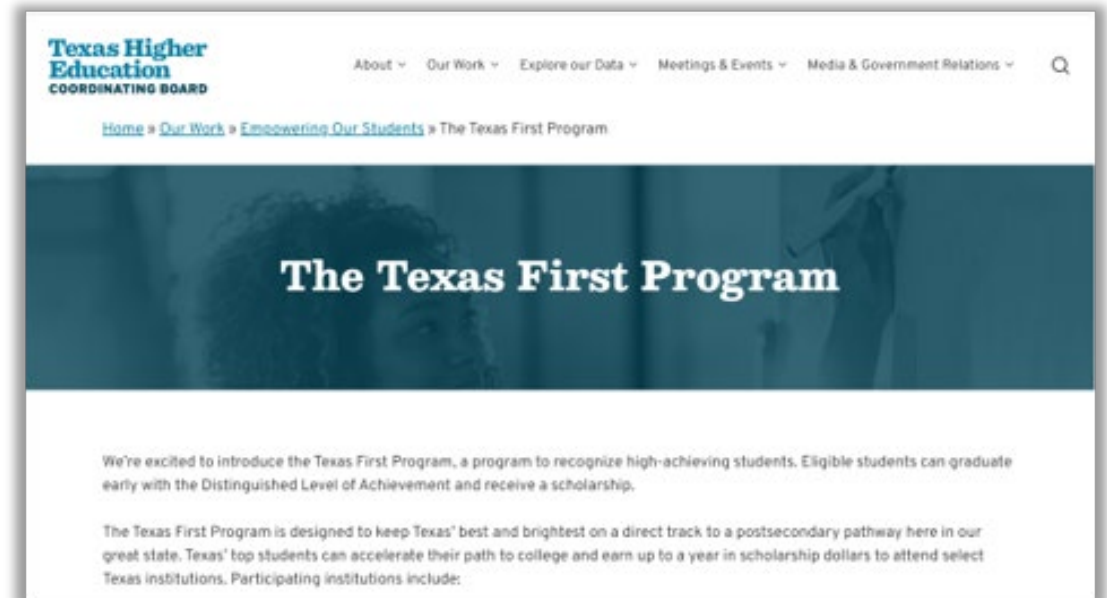 Texas Higher
Education
COORDINATING BOARD
About Our Work Explore our Data Meetings & Events Media & Government Relations
Home » Our Work » Empowering Our Students » The Texas First Program
The Texas First Program
We're excited to introduce the Texas First Program, a program to recognize high-achieving students. Eligible students can graduate
early with the Distinguished Level of Achievement and receive a scholarship.
The Texas First Program is designed to keep Texas' best and brightest on a direct track to a postsecondary pathway here in our
great state. Texas' top students can accelerate their path to college and earn up to a year in scholarship dollars to attend select
Texas institutions. Participating institutions include: